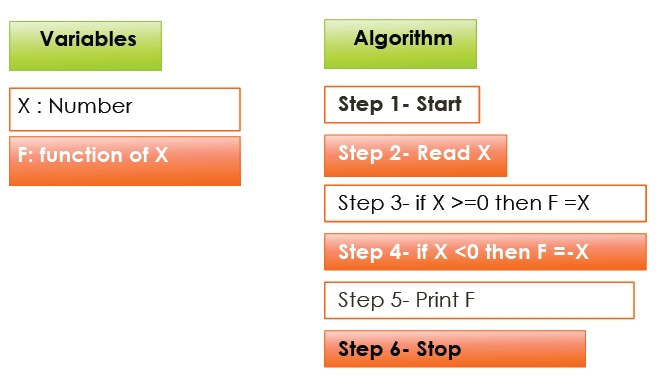 Variables
X : Number
F: function of X
Algorithm
Step 1- Start
Step 2- Read X
Step 3- if X >=0 then F =X
Step 4- if X <0 then F =-X
Step 5- Print F
Step 6- Stop